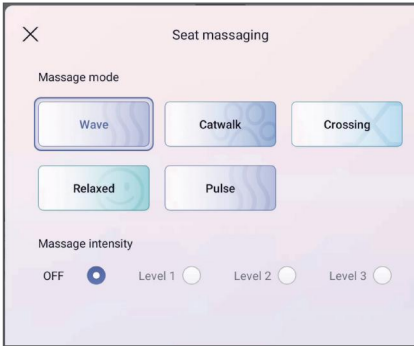 Seat massaging
Massage mode
Wave Catwalk Crossing
Relaxed Pulse
Massage intensity
OFF Level 1 Level 2 Level 3